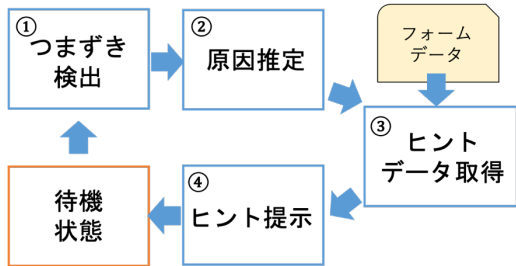 ①
つまずき
検出
②
原因推定
フォーム
データ
③
ヒント
データ取得
④
ヒント提示
待機
状態